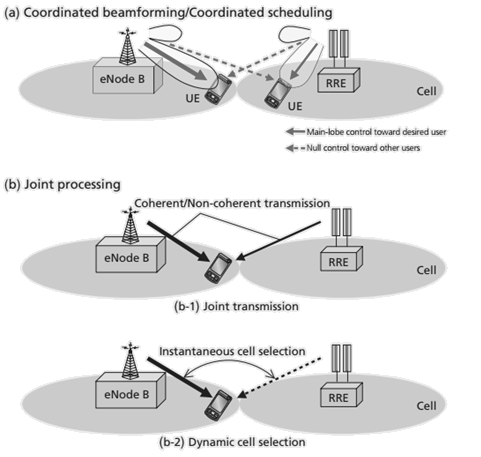 (a) Coordinated beamforming/Coordinated scheduling
eNode B
UE
UE
RRE
Cell
Main-lobe control toward desired user
Null control toward other users
(b) Joint processing
Coherent/Non-coherent transmission
eNode B
RRE
Cell
(b-1) Joint transmission
Instantaneous cell selection
eNode B
RRE
Cell
(b-2) Dynamic cell selection